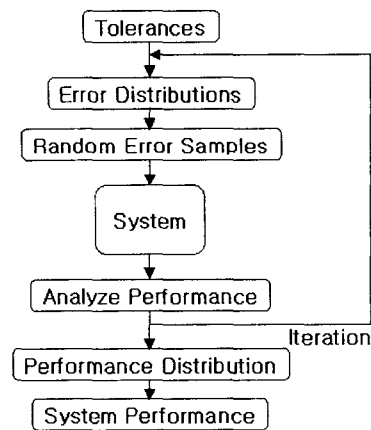 Tolerances
Error Distributions
Random Error Samples
System
Analyze Performance
Iteration
Performance Distribution
System Performance